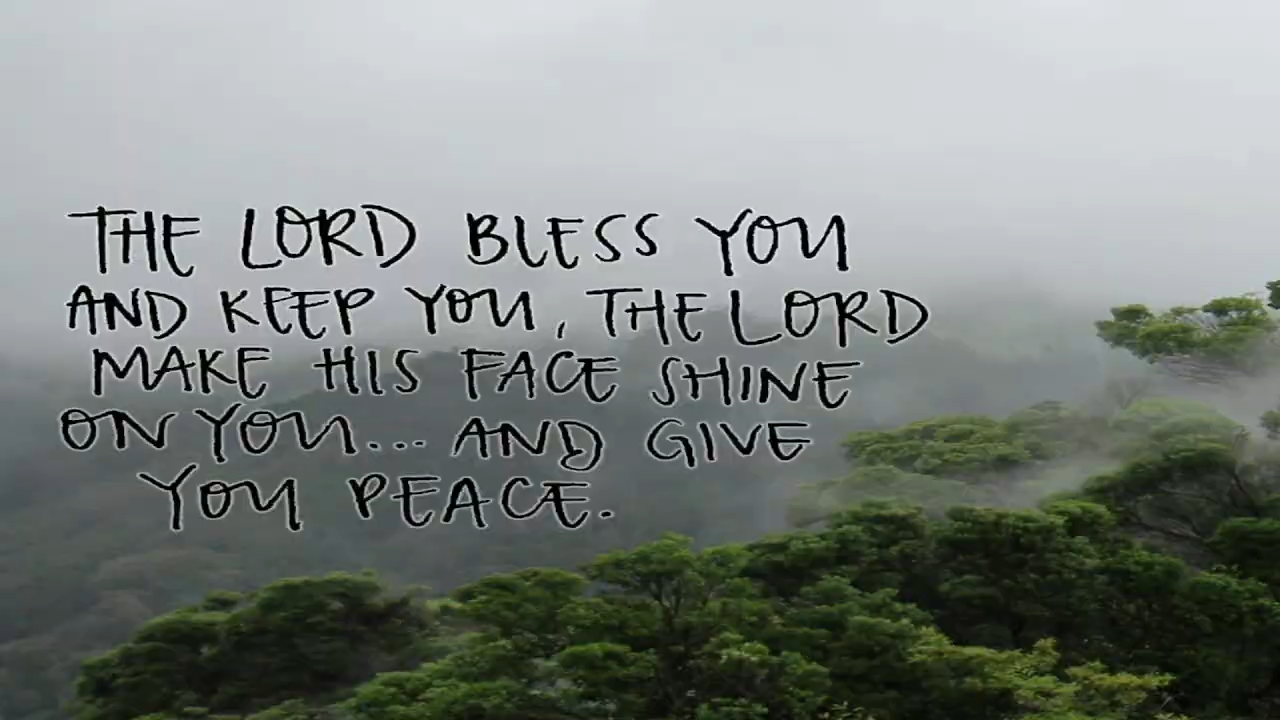 THE LORD BLESS YOU
AND KEEP YOU, THE LORD
MAKE HIS FACE SHINE
ON YOU... AND GIVE
YOU PEACE.